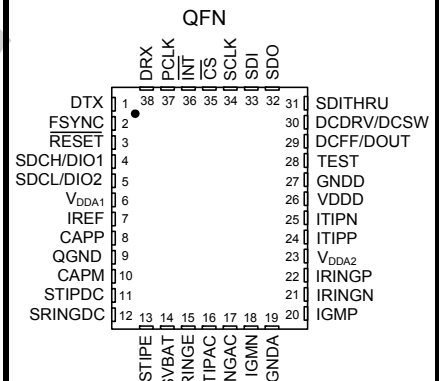 QFN
DRX
PCLK
INT
CS
SCLK
SDI
SDO
38 37 36 35 34 33 32
DTX 1
FSYNC 2
RESET 3
SDCH/DIO1 4
SDCL/DIO2 5
VDDA1 6
IREF 7
CAPP 8
QGND 9
CAPM 10
STIPDC 11
SRINGDC 12
31 SDITHRU
30 DCDRV/DCSW
29 DCFF/DOUT
28 TEST
27 GNDD
26 VDDD
25 ITIPN
24 ITIPP
23 VDDA2
22 IRINGP
21 IRINGN
20 IGMP
13 14 15 16 17 18 19
STIPE
IGMN
GNDA